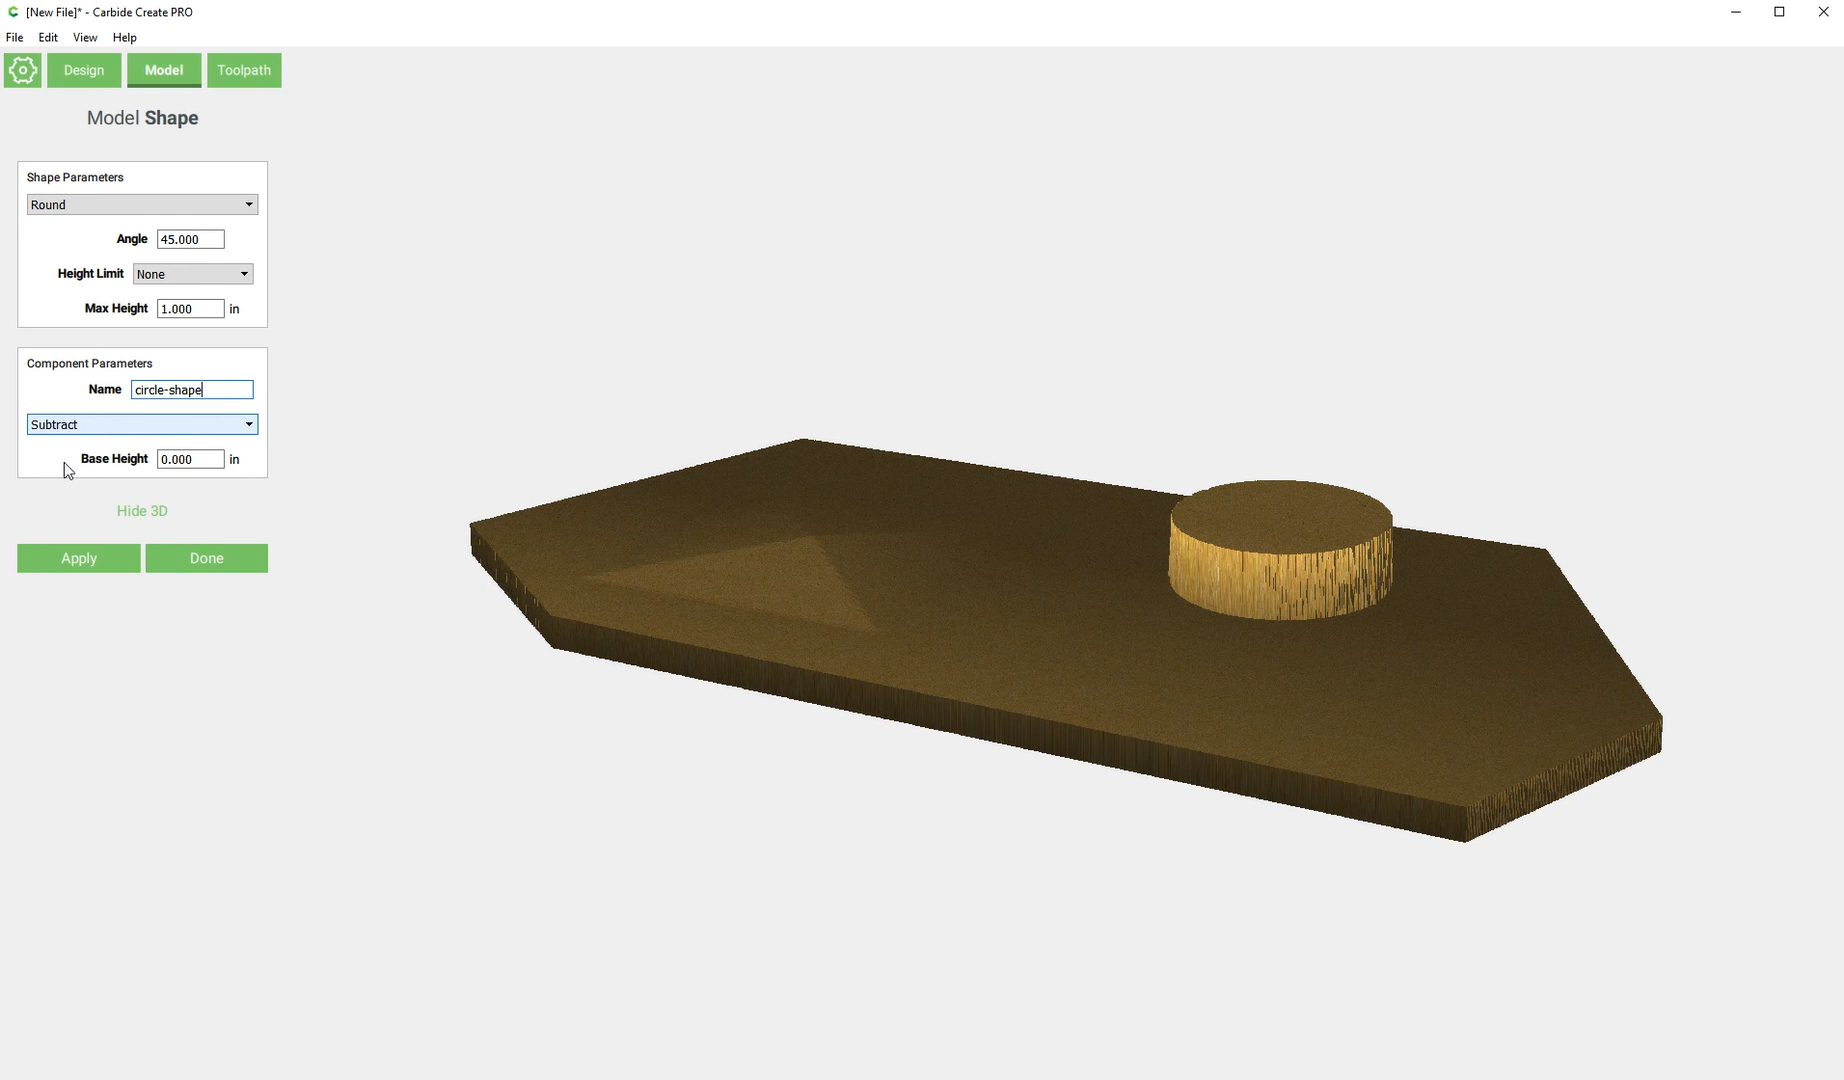 [New File]* - Carbide Create PRO
File Edit View Help
Design Model Toolpath
Model Shape
Shape Parameters
Round
Angle 45.000
Height Limit None
Max Height 1.000 in
Component Parameters
Name circle-shape
Subtract
Base Height 0.000 in
Hide 3D
Apply Done